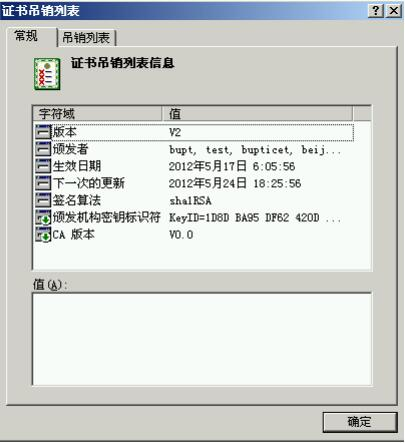 证书吊销列表
常规 吊销列表
证书吊销列表信息
字符域 值
版本 V2
颁发者 bupt, test, bupticet, beij...
生效日期 2012年5月17日 6:05:56
下一次的更新 2012年5月24日 18:25:56
签名算法 sha1RSA
颁发机构密钥标识符 KeyID=1D8D BA95 DF62 420D ...
CA 版本 V0.0
值(A):
确定